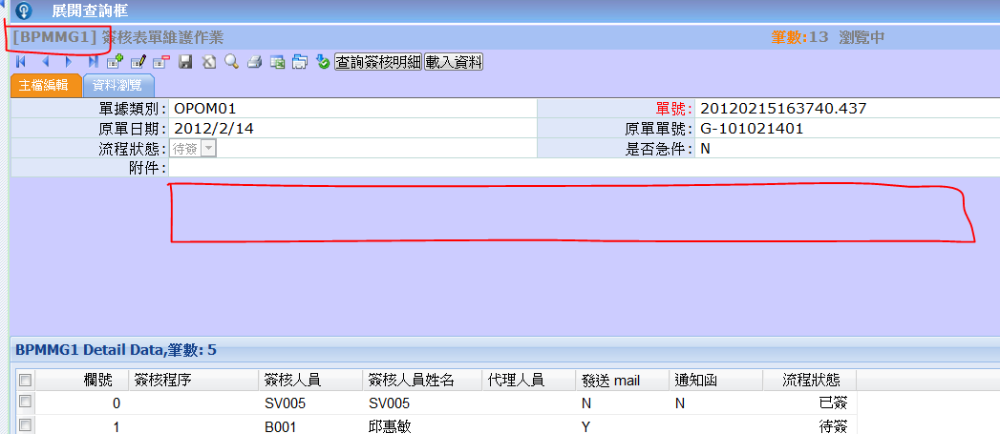 展開查詢框
[BPMMG1] 簽核表單維護作業 筆數:13 瀏覽中
查詢簽核明細 載入資料
主檔編輯 資料瀏覽
單據類別: OPOM01 單號: 20120215163740.437
原單日期: 2012/2/14 原單單號: G-101021401
流程狀態: 待簽 是否急件: N
附件:
BPMMG1 Detail Data,筆數: 5
欄號 簽核程序 簽核人員 簽核人員姓名 代理人員 發送 mail 通知函 流程狀態
0 SV005 SV005 N N 已簽
1 B001 邱惠敏 Y 待簽